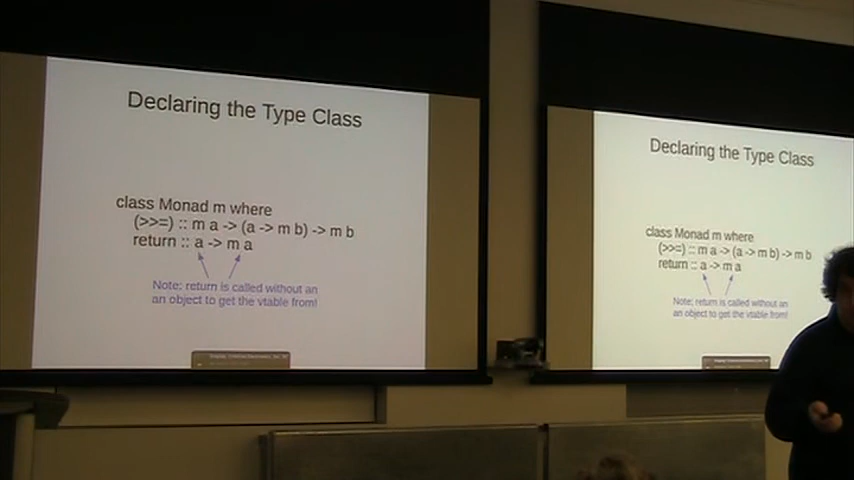 Declaring the Type Class
class Monad m where
(>>=) :: m a -> (a -> m b) -> m b
return :: a -> m a
Note: return is called without an
an object to get the vtable from!
Declaring the Type Class
class Monad m where
(>>=) :: m a -> (a -> m b) -> m b
return :: a -> m a
Note: return is called without an
an object to get the vtable from!